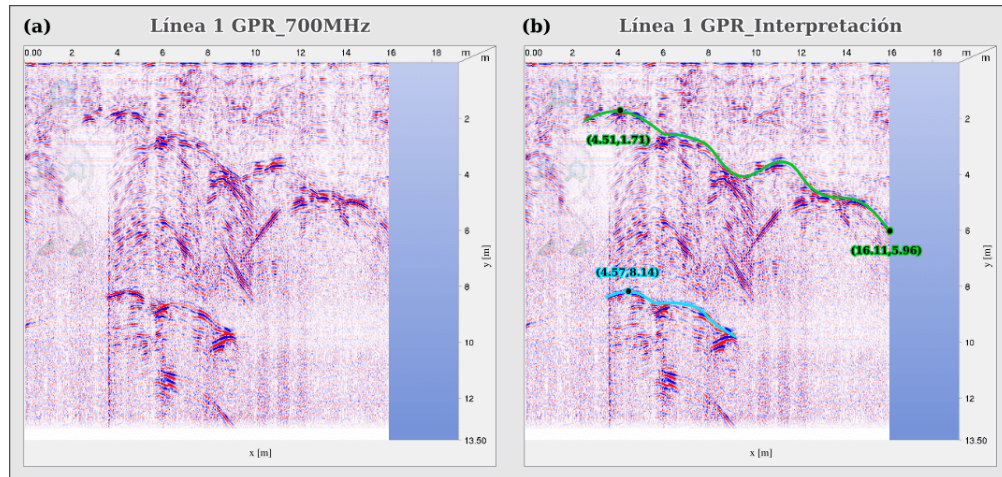 (a) Línea 1 GPR_700MHz
0.00 2 4 6 8 10 12 14 16 18 m
m
2
4
6
8
10
12
13.50
y [m]
x [m]
(b) Línea 1 GPR_Interpretación
0.00 2 4 6 8 10 12 14 16 18 m
m
2
(4.51,1.71)
4
6
(16.11,5.96)
(4.57,8.14)
8
10
12
13.50
y [m]
x [m]